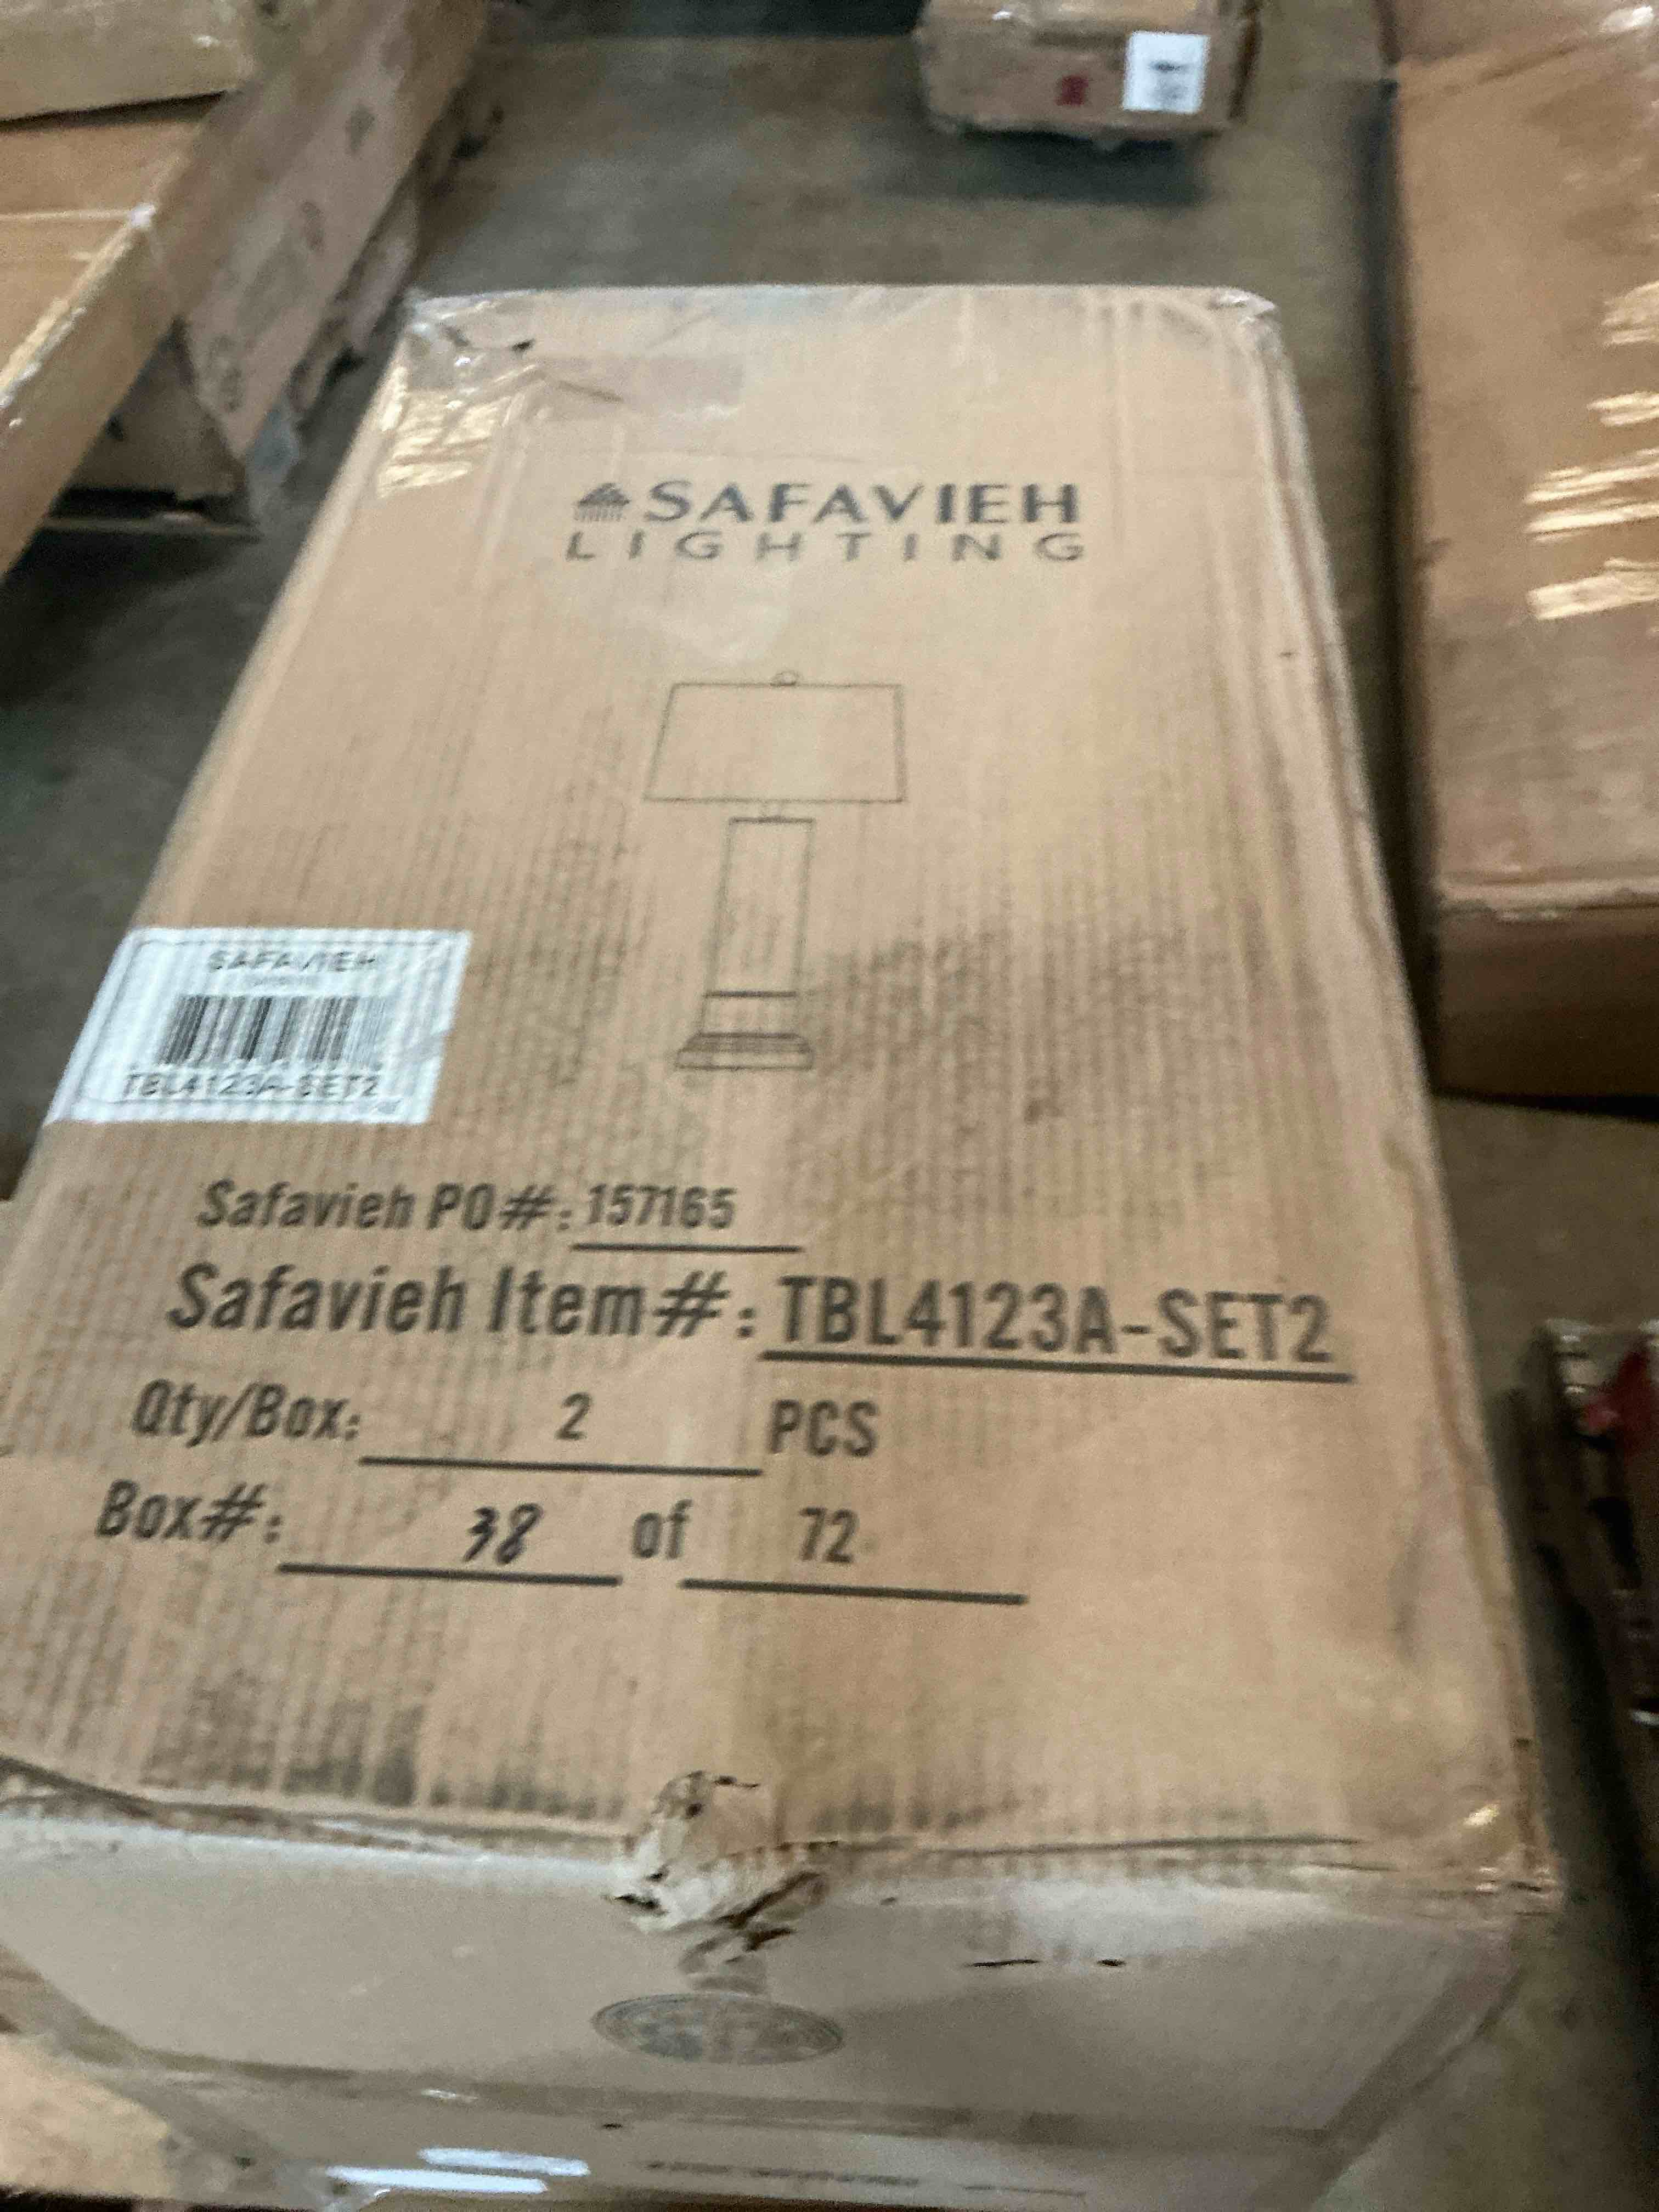 SAFAVIEH
LIGHTING
SAFAVIEH
TBL4123A-SET2
Safavieh PO#: 157165
Safavieh Item#: TBL4123A-SET2
Qty/Box: 2 PCS
Box#: 38 of 72